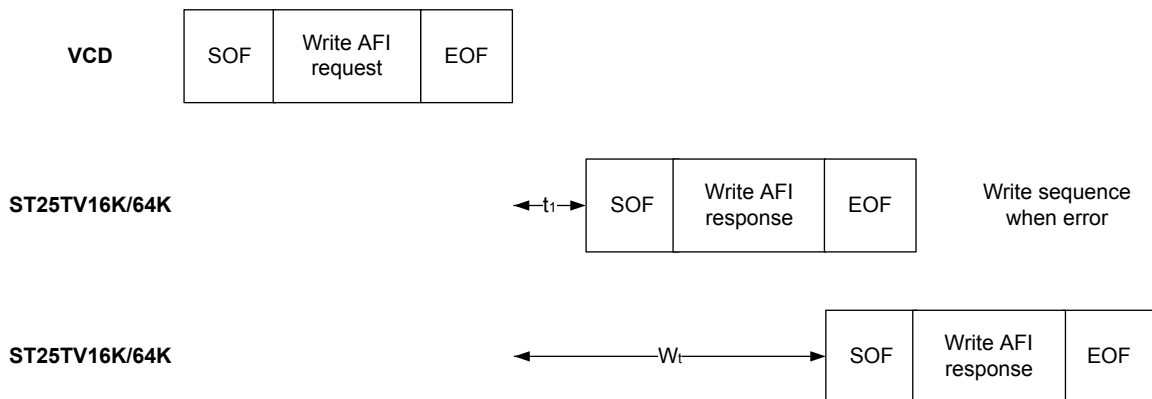 VCD
SOF
Write AFI
request
EOF
ST25TV16K/64K
t1
SOF
Write AFI
response
EOF
Write sequence
when error
ST25TV16K/64K
Wt
SOF
Write AFI
response
EOF